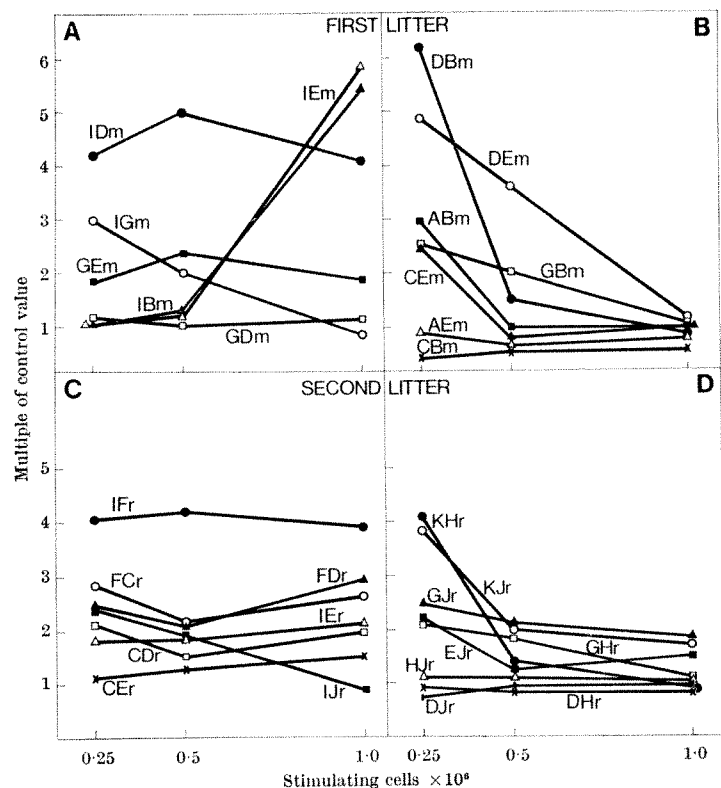 A FIRST LITTER B
6
5
4
3
2
1
IDm
IEm
IGm
GEm
IBm
GDm
DBm
DEm
ABm
GBm
CEm
AEm
CBm
Multiple of control value
C SECOND LITTER D
5
4
3
2
1
IFr
FCr
FDr
IEr
CDr
CEr
IJr
KHr
KJr
GJr
GHr
EJr
HJr
DJr
DHr
0·25 0·5 1·0 0·25 0·5 1·0
Stimulating cells ×10⁶